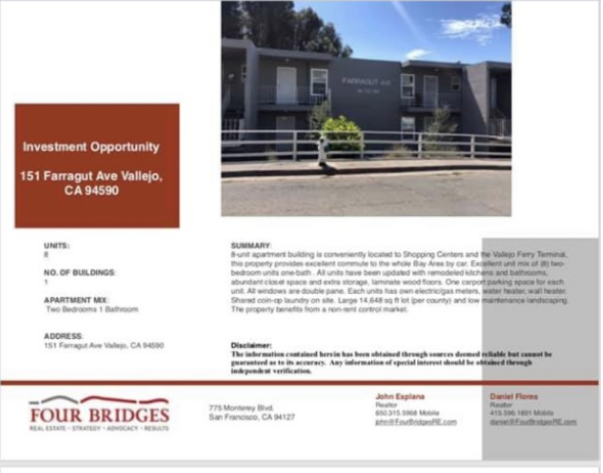 FARRAGUT AVE
Investment Opportunity
151 Farragut Ave Vallejo,
CA 94590
UNITS:
8
NO. OF BUILDINGS:
1
APARTMENT MIX:
Two Bedrooms 1 Bathroom
ADDRESS:
151 Farragut Ave Vallejo, CA 94590
SUMMARY:
8-unit apartment building is conveniently located to Shopping Centers and the Vallejo Ferry Terminal,
this property provides excellent commute to the whole Bay Area by car. Excellent unit mix of (8) two-
bedroom units one-bath. All units have been updated with remodeled kitchens and bathrooms,
abundant closet space and extra storage, laminate wood floors. One carport parking space for each
unit. All windows are double pane. Each units has own electric/gas meters, water heater, wall heater.
Shared coin-op laundry on site. Large 14,648 sq ft lot (per county) and low maintenance landscaping.
The property benefits from a non-rent control market.
Disclaimer:
The information contained herein has been obtained through sources deemed reliable but cannot be
guaranteed as to its accuracy. Any information of special interest should be obtained through
independent verification.
FOUR BRIDGES
REAL ESTATE - STRATEGY - ADVOCACY - RESULTS
775 Monterey Blvd.
San Francisco, CA 94127
John Esplana
Realtor
650.315.5968 Mobile
john@FourBridgesRE.com
Daniel Flores
Realtor
415.596.1891 Mobile
daniel@FourBridgesRE.com